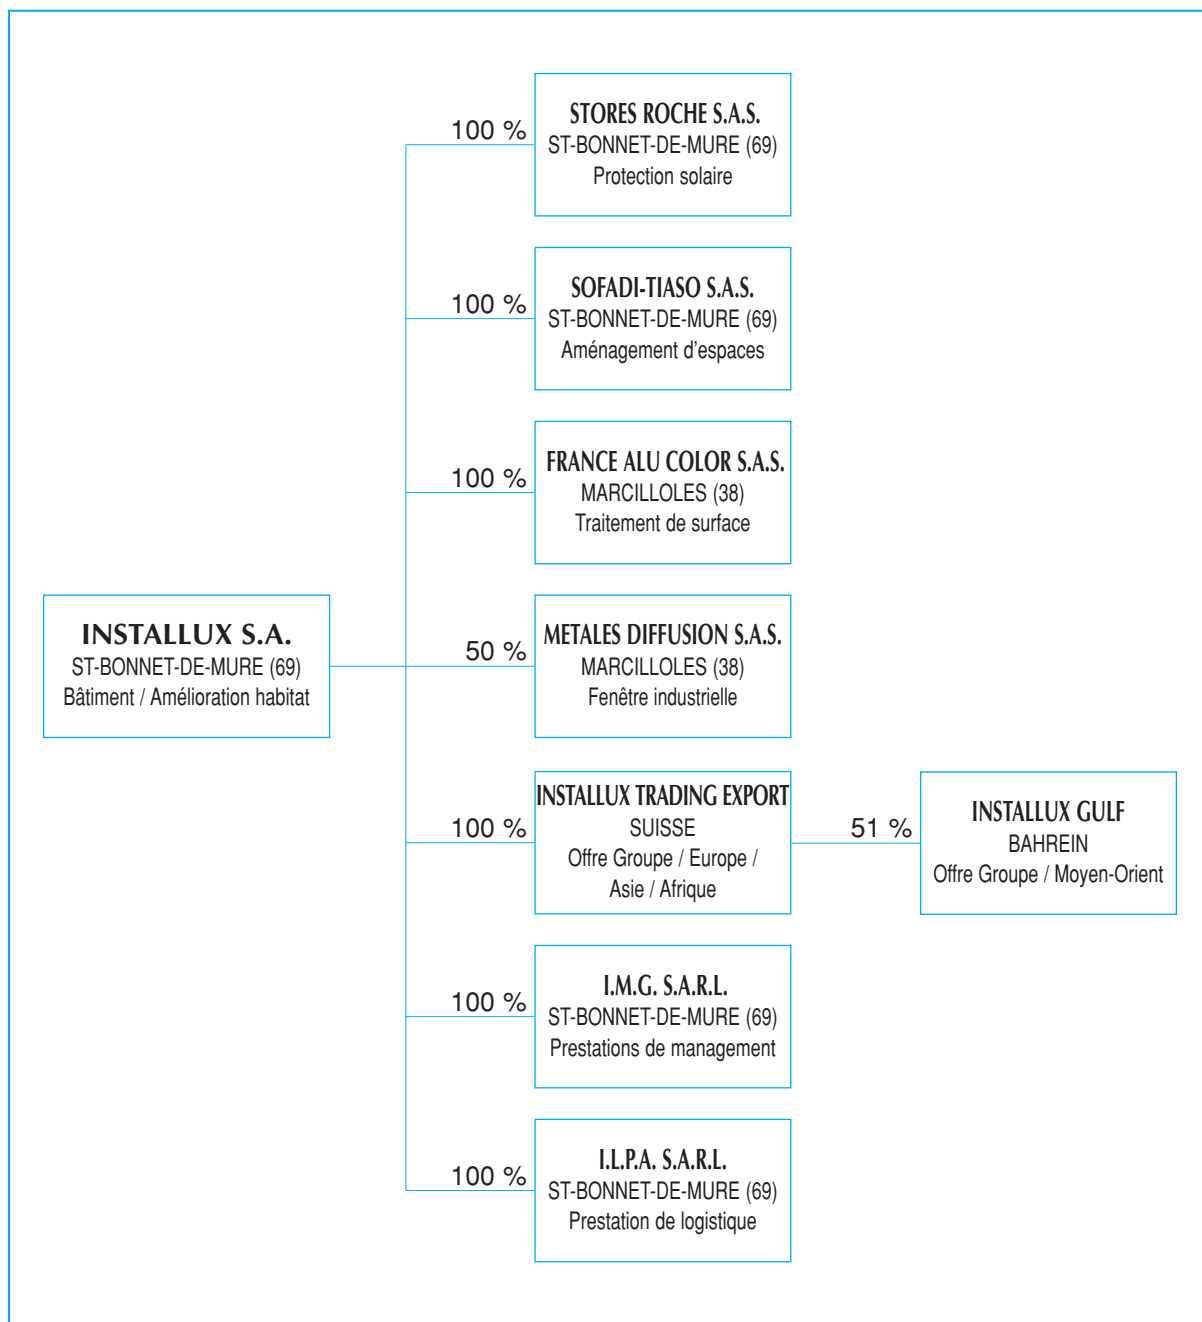 100 %
STORES ROCHE S.A.S.
ST-BONNET-DE-MURE (69)
Protection solaire
100 %
SOFADI-TIASO S.A.S.
ST-BONNET-DE-MURE (69)
Aménagement d'espaces
100 %
FRANCE ALU COLOR S.A.S.
MARCILLOLES (38)
Traitement de surface
INSTALLUX S.A.
ST-BONNET-DE-MURE (69)
Bâtiment / Amélioration habitat
50 %
METALES DIFFUSION S.A.S.
MARCILLOLES (38)
Fenêtre industrielle
100 %
INSTALLUX TRADING EXPORT
SUISSE
Offre Groupe / Europe /
Asie / Afrique
51 %
INSTALLUX GULF
BAHREIN
Offre Groupe / Moyen-Orient
100 %
I.M.G. S.A.R.L.
ST-BONNET-DE-MURE (69)
Prestations de management
100 %
I.L.P.A. S.A.R.L.
ST-BONNET-DE-MURE (69)
Prestation de logistique